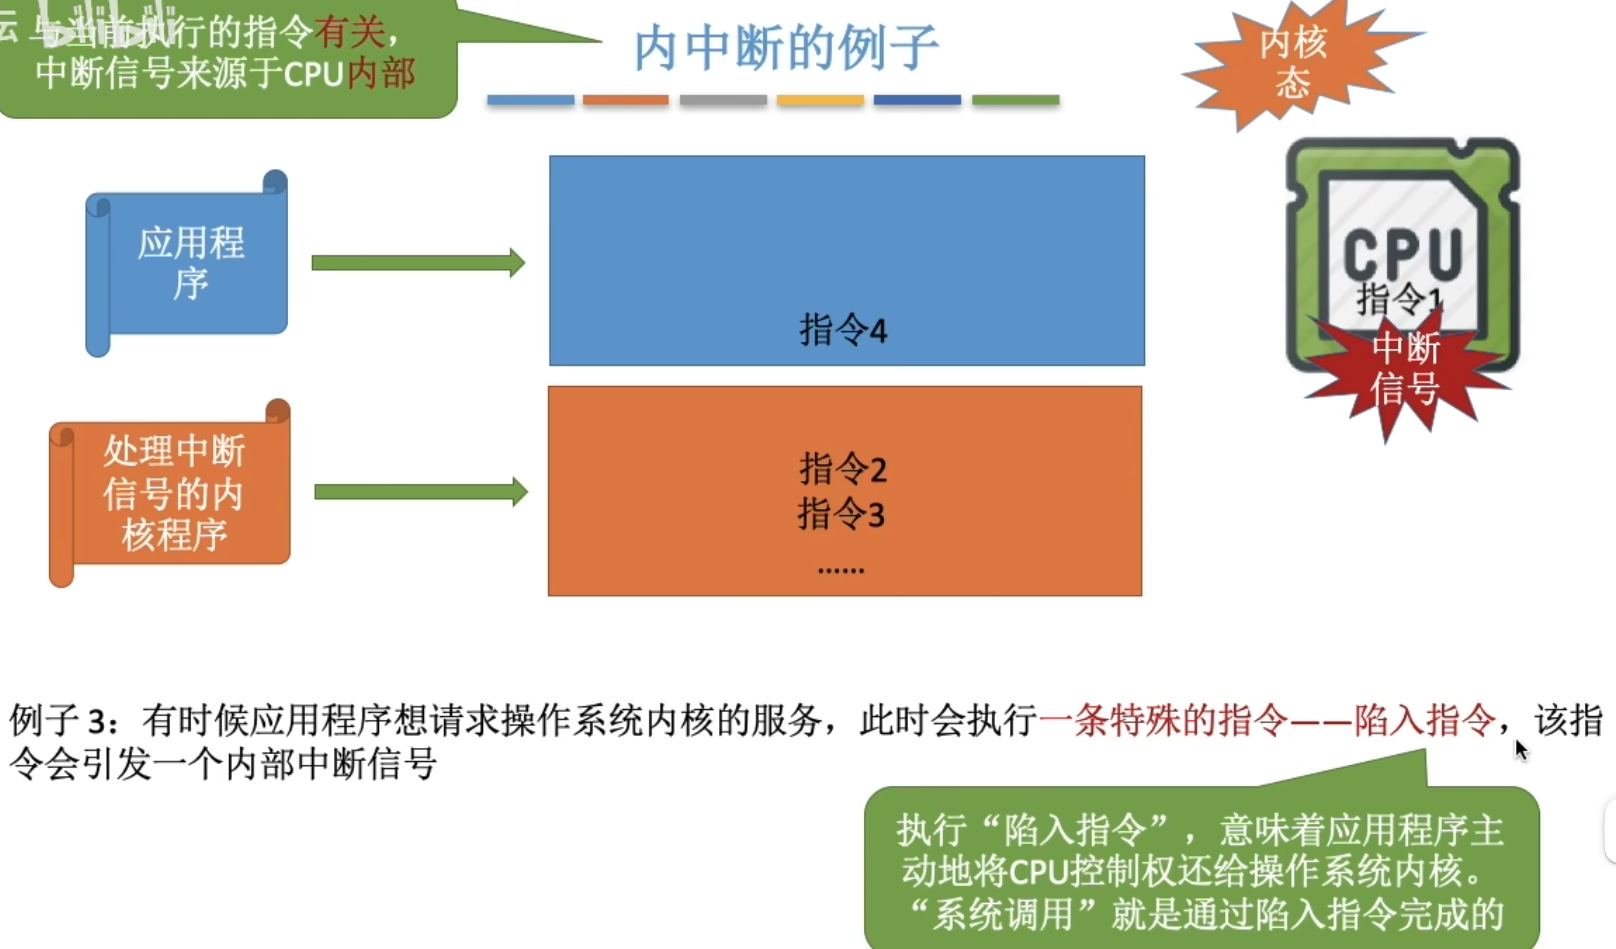 与当前执行的指令有关，
中断信号来源于CPU内部
内中断的例子
内核
态
应用程
序
指令4
CPU
指令1
中断
信号
处理中断
信号的内
核程序
指令2
指令3
......
例子 3：有时候应用程序想请求操作系统内核的服务，此时会执行一条特殊的指令——陷入指令，该指
令会引发一个内部中断信号
执行“陷入指令”，意味着应用程序主
动地将CPU控制权还给操作系统内核。
“系统调用”就是通过陷入指令完成的